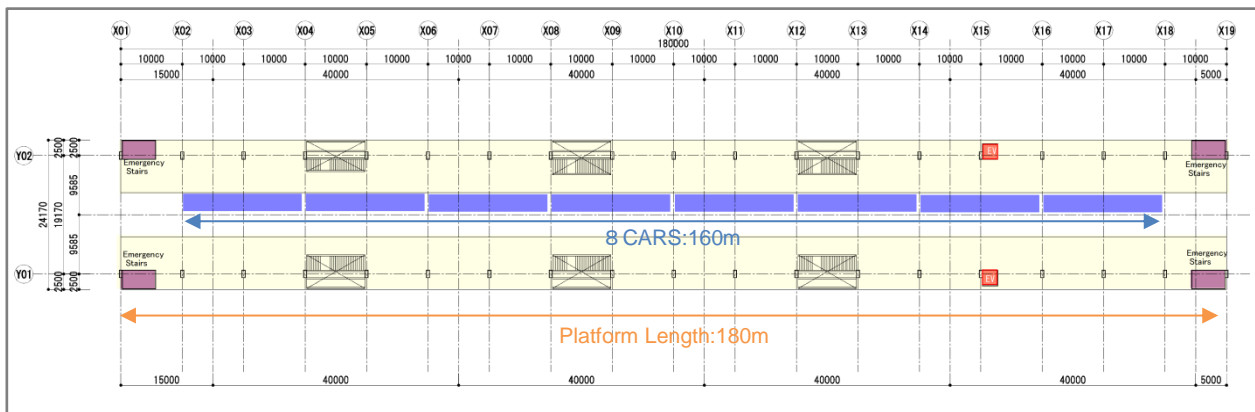 X01 X02 X03 X04 X05 X06 X07 X08 X09 X10 X11 X12 X13 X14 X15 X16 X17 X18 X19
180000
10000 10000 10000 10000 10000 10000 10000 10000 10000 10000 10000 10000 10000 10000 10000 10000 10000 10000
15000 40000 40000 40000 40000 5000
Y02
2500 2500
EV
Emergency
Stairs
Emergency
Stairs
9585
24170
19170
8 CARS:160m
9585
Emergency
Stairs
Emergency
Stairs
Y01
2500 2500
EV
Platform Length:180m
15000 40000 40000 40000 40000 5000